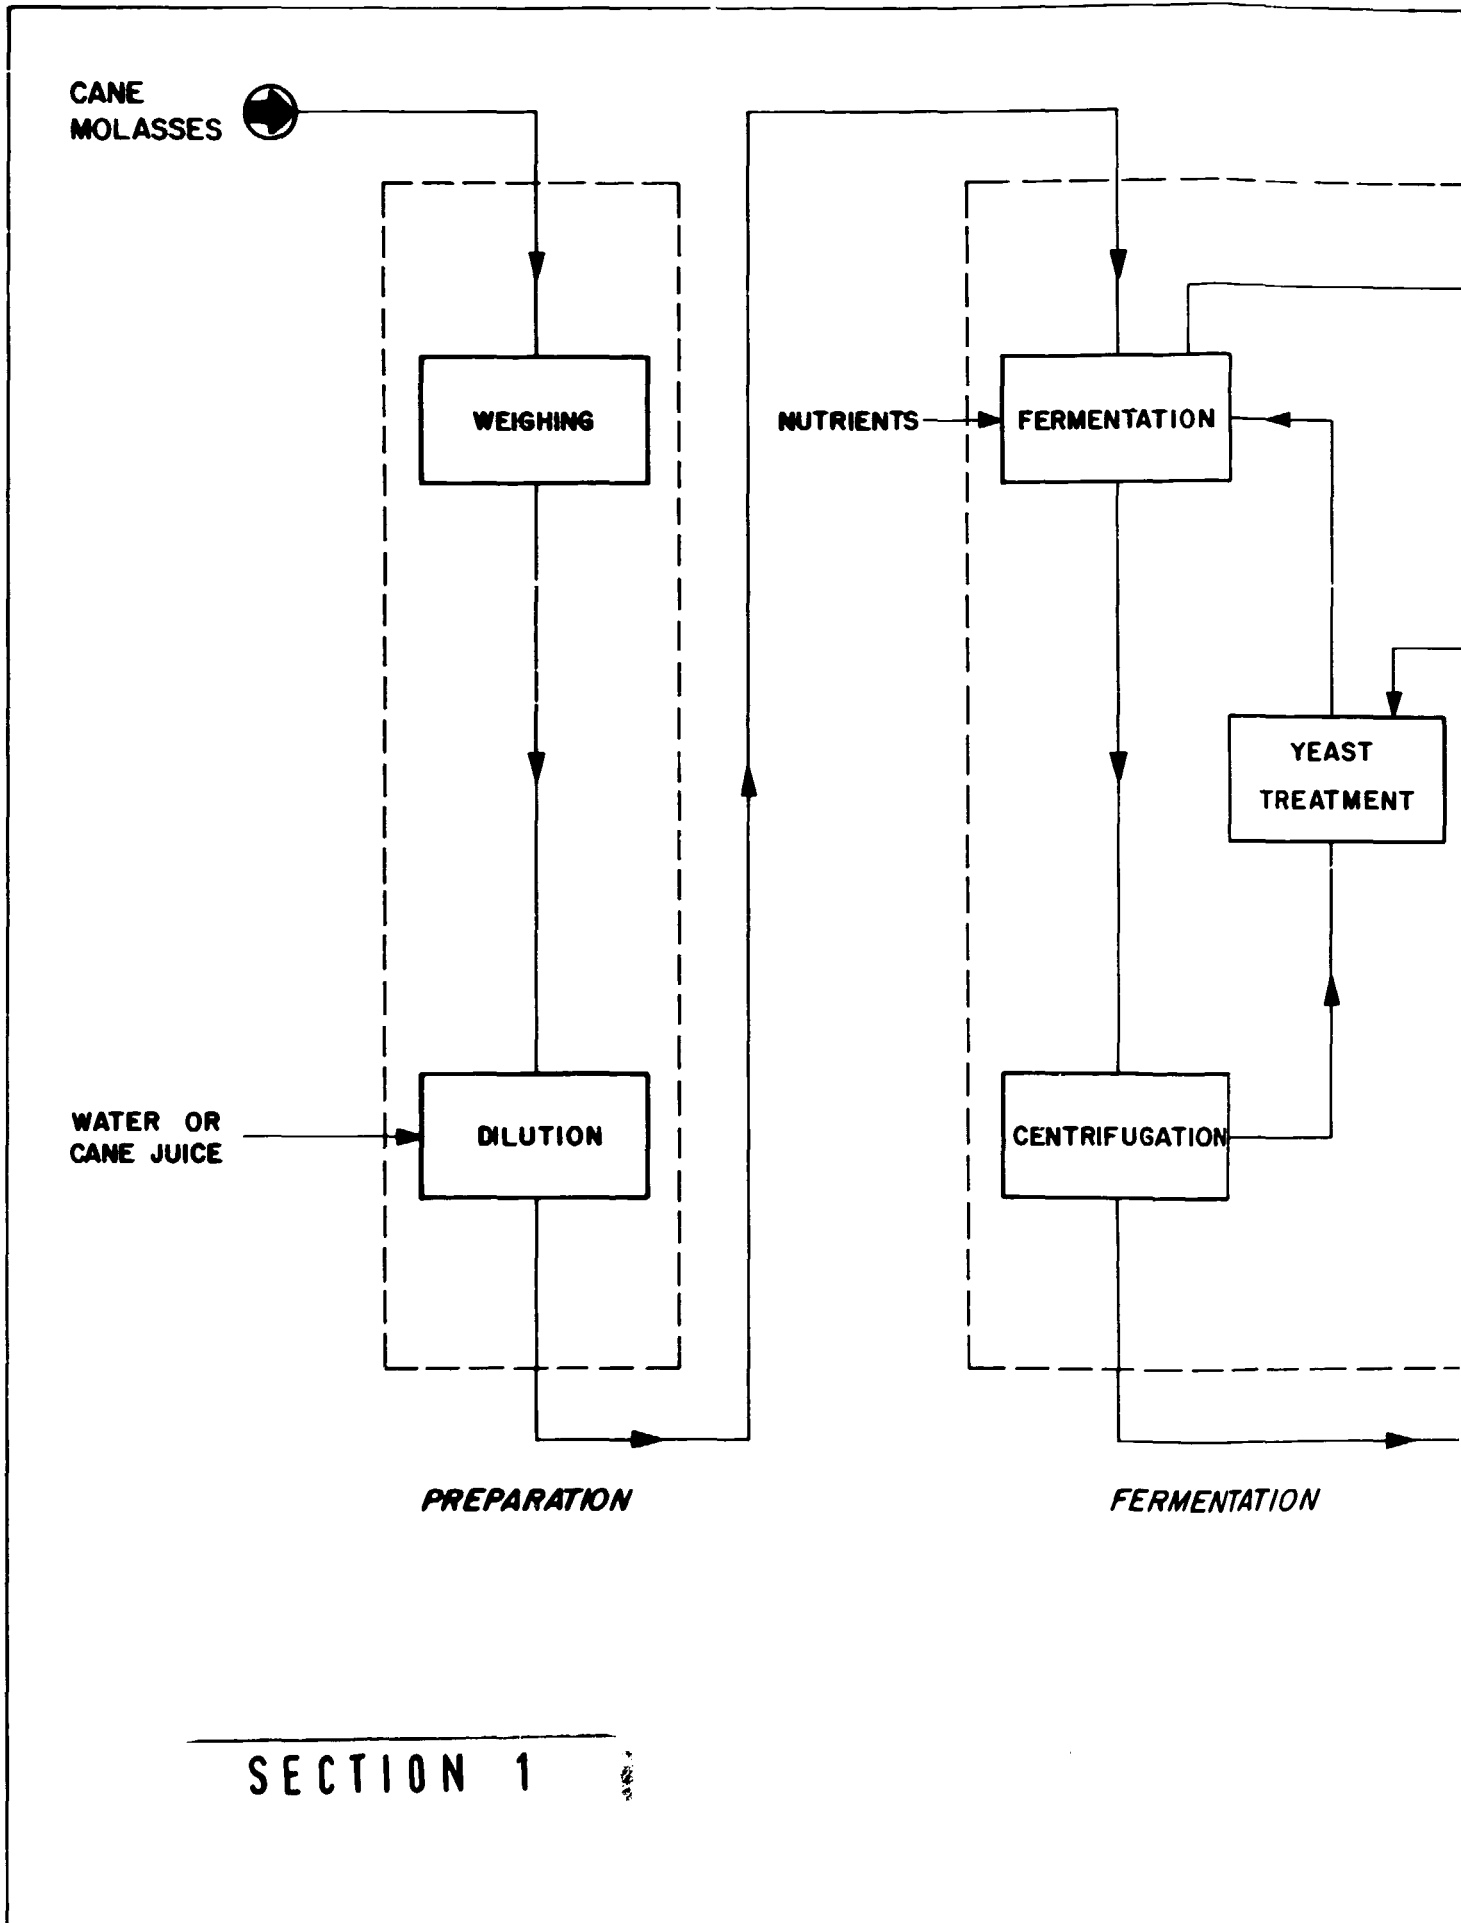 CANE
MOLASSES
WEIGHING
NUTRIENTS
FERMENTATION
YEAST
TREATMENT
WATER OR
CANE JUICE
DILUTION
CENTRIFUGATION
PREPARATION
FERMENTATION
SECTION 1